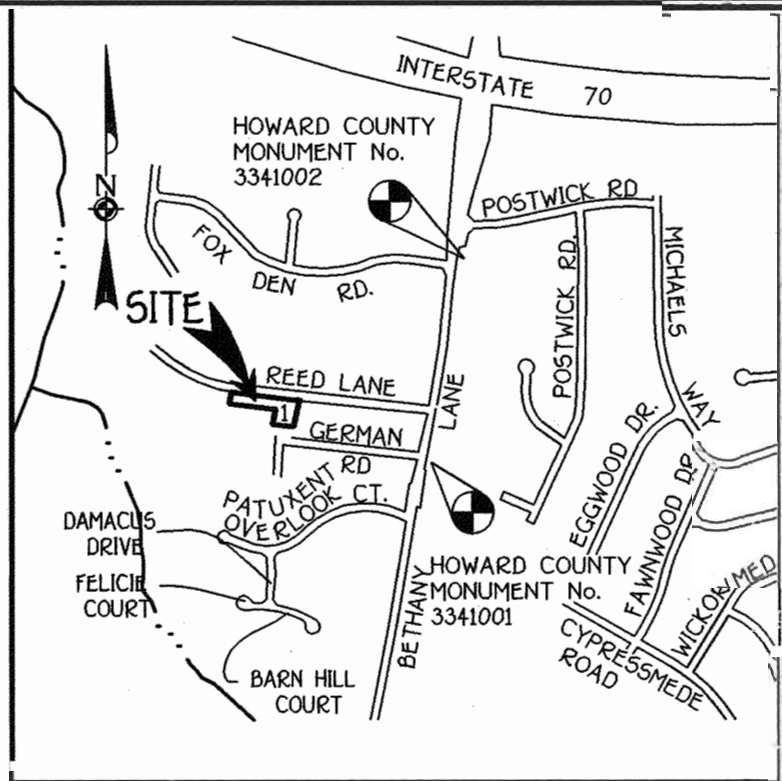 INTERSTATE 70
HOWARD COUNTY
MONUMENT No.
3341002
N
POSTWICK RD
FOX DEN RD.
MICHAELS WAY
POSTWICK RD.
SITE
REED LANE
1
GERMAN RD
BETHANY LANE
EGGWOOD DR.
FAWNWOOD DR
PATUXENT
OVERLOOK CT.
DAMACUS
DRIVE
FELICIE
COURT
HOWARD COUNTY
MONUMENT No.
3341001
CYPRESSMEDE
ROAD
BARN HILL
COURT